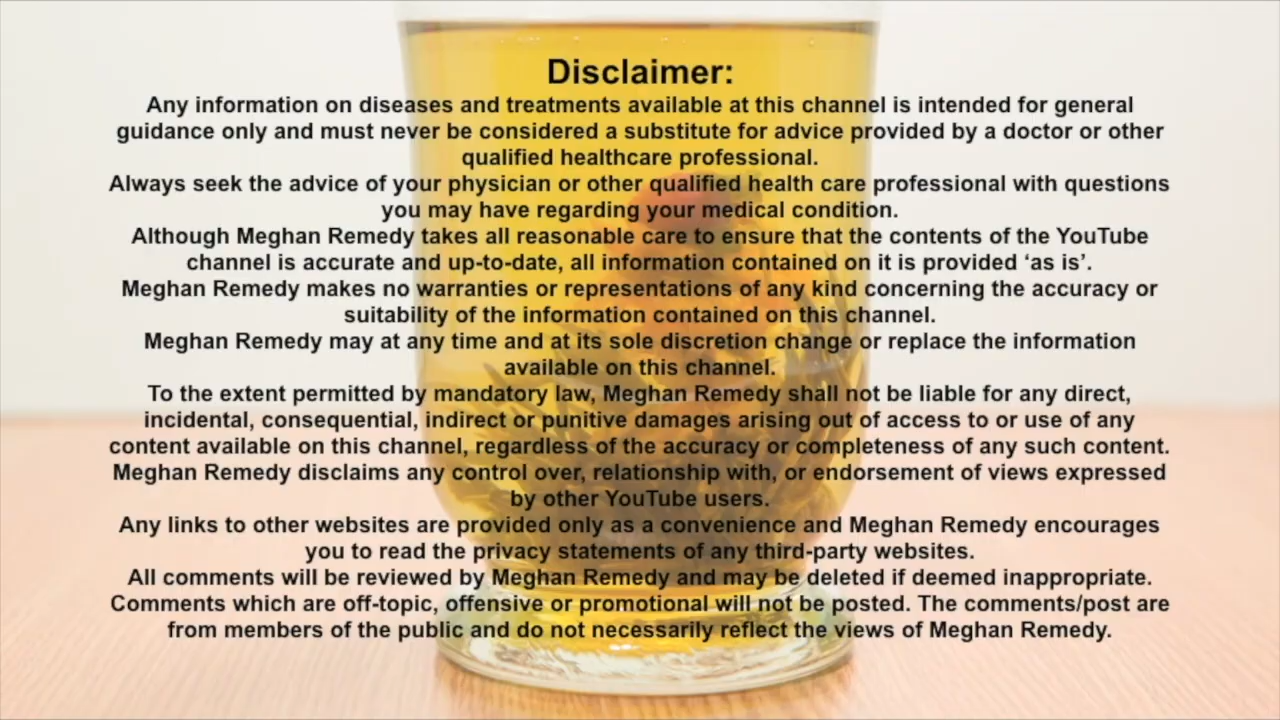 Disclaimer:
Any information on diseases and treatments available at this channel is intended for general
guidance only and must never be considered a substitute for advice provided by a doctor or other
qualified healthcare professional.
Always seek the advice of your physician or other qualified health care professional with questions
you may have regarding your medical condition.
Although Meghan Remedy takes all reasonable care to ensure that the contents of the YouTube
channel is accurate and up-to-date, all information contained on it is provided ‘as is’.
Meghan Remedy makes no warranties or representations of any kind concerning the accuracy or
suitability of the information contained on this channel.
Meghan Remedy may at any time and at its sole discretion change or replace the information
available on this channel.
To the extent permitted by mandatory law, Meghan Remedy shall not be liable for any direct,
incidental, consequential, indirect or punitive damages arising out of access to or use of any
content available on this channel, regardless of the accuracy or completeness of any such content.
Meghan Remedy disclaims any control over, relationship with, or endorsement of views expressed
by other YouTube users.
Any links to other websites are provided only as a convenience and Meghan Remedy encourages
you to read the privacy statements of any third-party websites.
All comments will be reviewed by Meghan Remedy and may be deleted if deemed inappropriate.
Comments which are off-topic, offensive or promotional will not be posted. The comments/post are
from members of the public and do not necessarily reflect the views of Meghan Remedy.